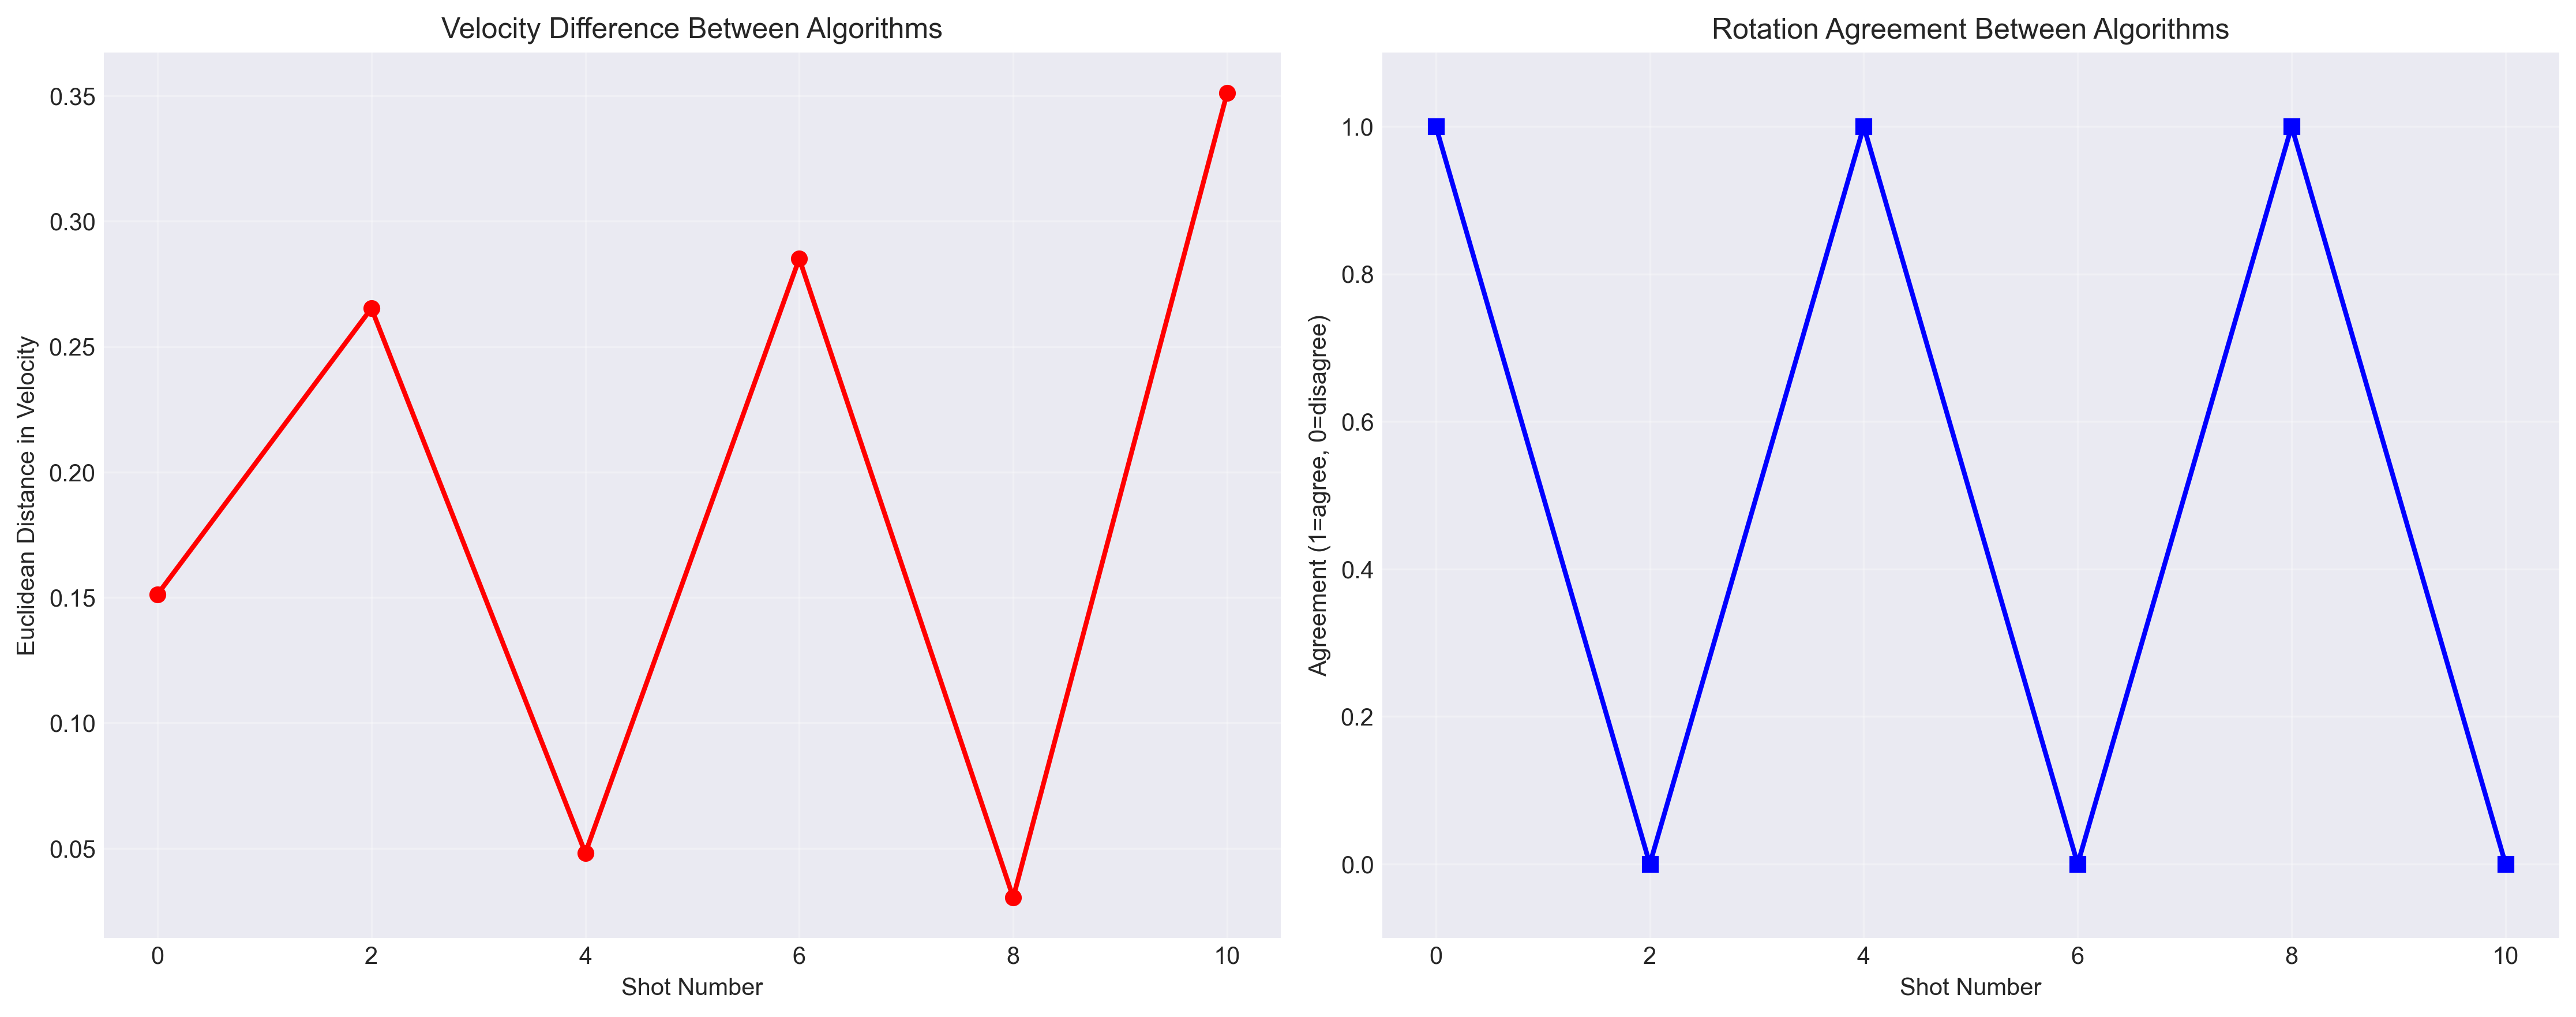 Velocity Difference Between Algorithms
Euclidean Distance in Velocity
0.35
0.30
0.25
0.20
0.15
0.10
0.05
0 2 4 6 8 10
Shot Number
Rotation Agreement Between Algorithms
Agreement (1=agree, 0=disagree)
1.0
0.8
0.6
0.4
0.2
0.0
0 2 4 6 8 10
Shot Number